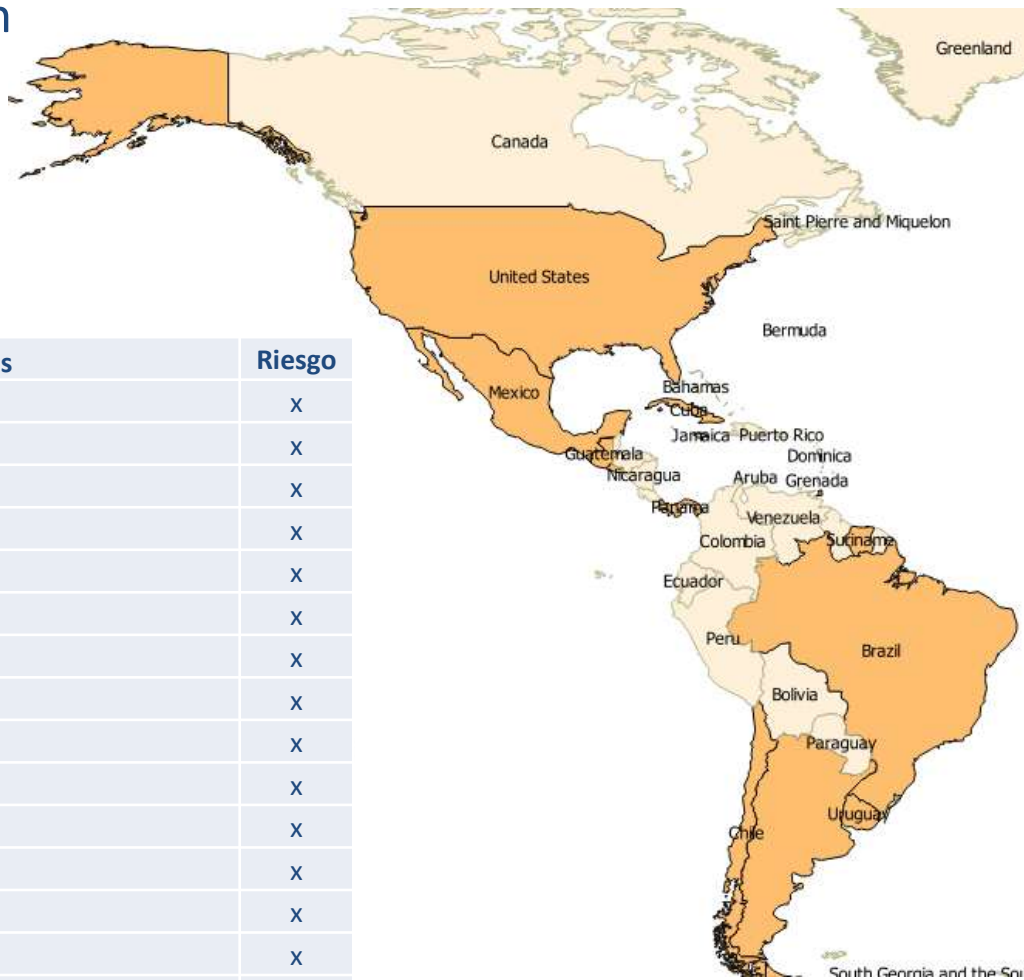 n
Greenland
Canada
Saint Pierre and Miquelon
United States
Bermuda
s Riesgo
Bahamas
Mexico
x
Cuba
Jamaica Puerto Rico
x
Guatemala
Dominica
Nicaragua
Aruba Grenada
x
Panama
Venezuela
x
Colombia
Suriname
x
Ecuador
x
Peru
Brazil
x
Bolivia
x
Paraguay
x
x
Uruguay
x
Chile
x
x
x
South Georgia and the Sou